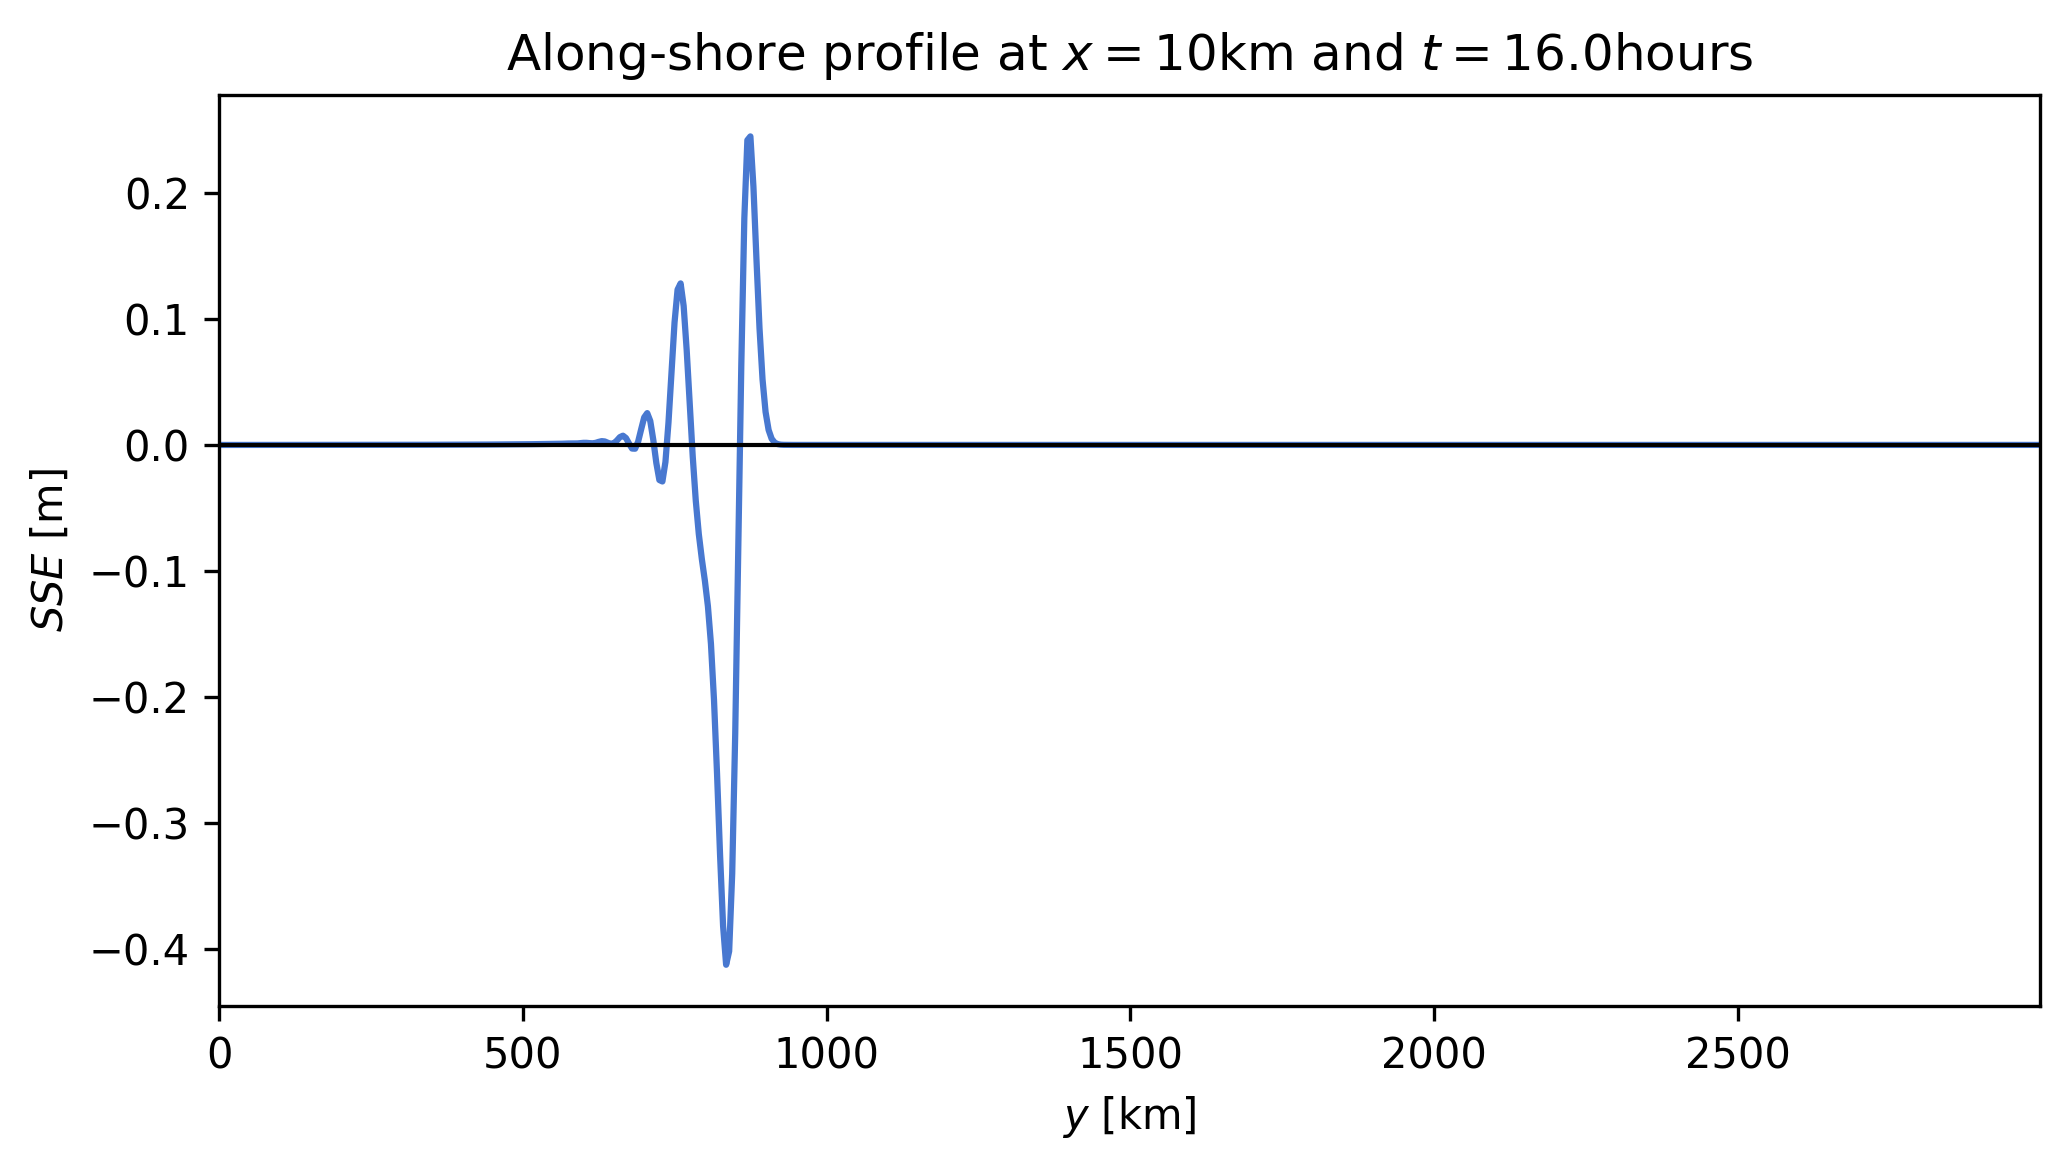 Along-shore profile at x = 10km and t = 16.0hours
0.2
0.1
0.0
−0.1
−0.2
−0.3
−0.4
SSE [m]
0 500 1000 1500 2000 2500
y [km]